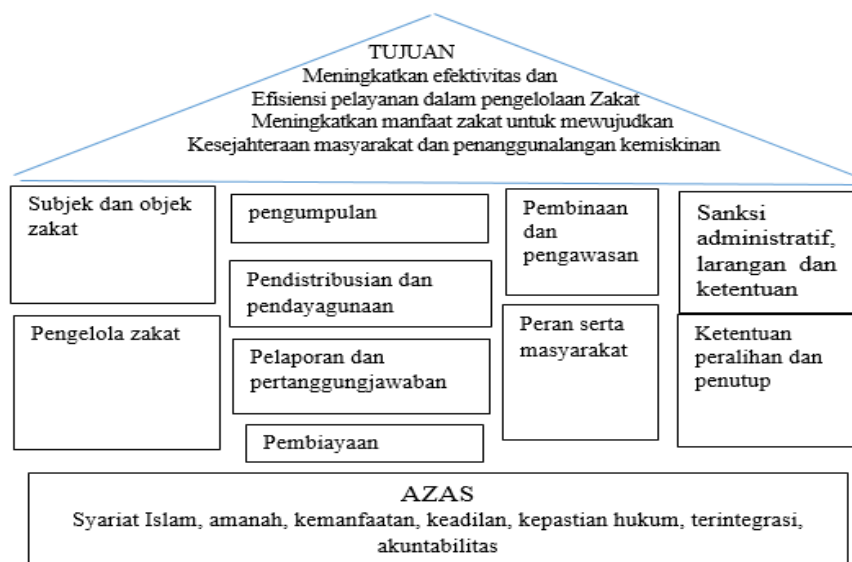 TUJUAN
Meningkatkan efektivitas dan
Efisiensi pelayanan dalam pengelolaan Zakat
Meningkatkan manfaat zakat untuk mewujudkan
Kesejahteraan masyarakat dan penanggunalangan kemiskinan
Subjek dan objek
zakat
Pengelola zakat
pengumpulan
Pendistribusian dan
pendayagunaan
Pelaporan dan
pertanggungjawaban
Pembiayaan
Pembinaan
dan
pengawasan
Peran serta
masyarakat
Sanksi
administratif,
larangan dan
ketentuan
Ketentuan
peralihan dan
penutup
AZAS
Syariat Islam, amanah, kemanfaatan, keadilan, kepastian hukum, terintegrasi,
akuntabilitas